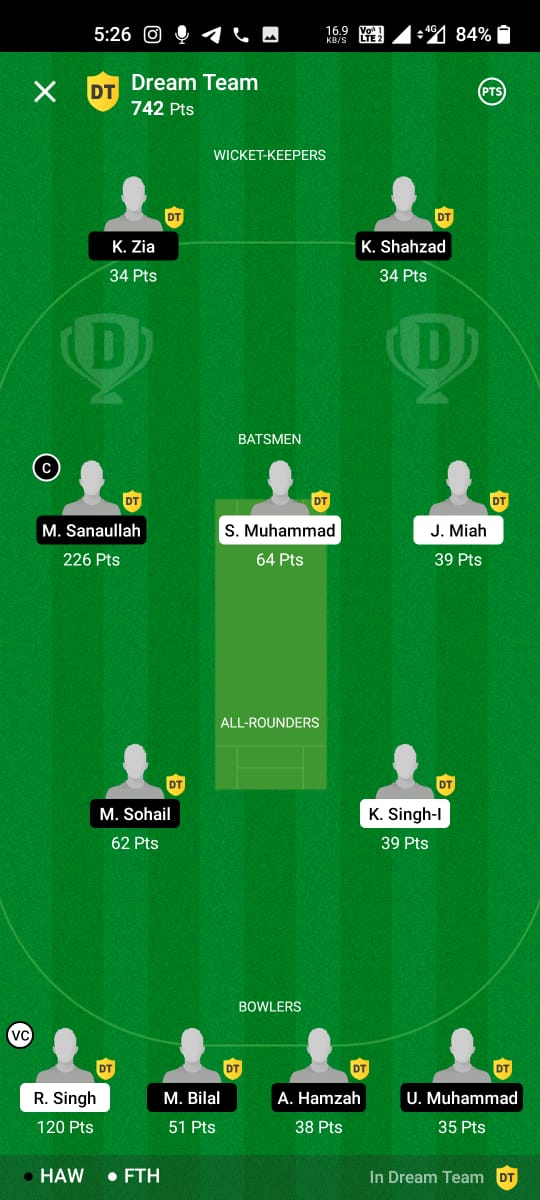 5:26 16.9 KB/S Vo 1 LTE 2 4G 84%
DT Dream Team
742 Pts
PTS
WICKET-KEEPERS
DT DT
K. Zia K. Shahzad
34 Pts 34 Pts
D D
BATSMEN
C DT DT DT
M. Sanaullah S. Muhammad J. Miah
226 Pts 64 Pts 39 Pts
ALL-ROUNDERS
DT DT
M. Sohail K. Singh-I
62 Pts 39 Pts
BOWLERS
VC DT DT DT DT
R. Singh M. Bilal A. Hamzah U. Muhammad
120 Pts 51 Pts 38 Pts 35 Pts
HAW FTH In Dream Team DT